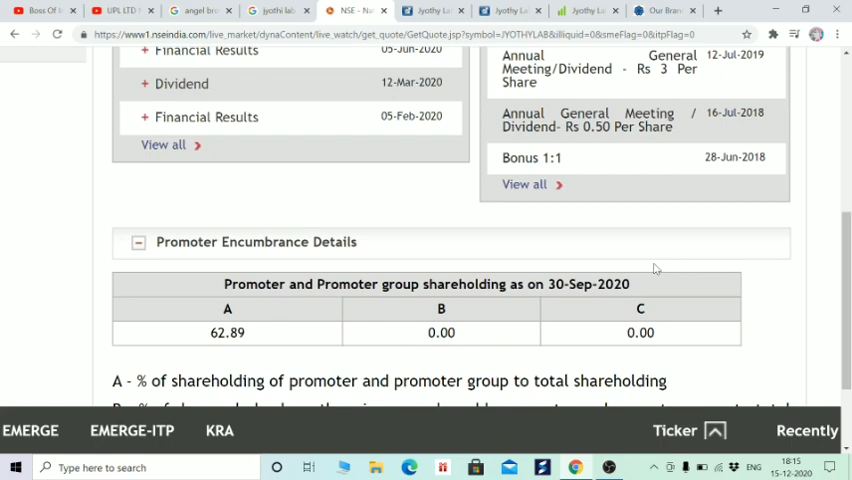 Boss Of
UPL LTD
angel brok
jyothi lab
NSE - Na
Jyothy La
Jyothy La
Jyothy La
Our Bran
https://www1.nseindia.com/live_market/dynaContent/live_watch/get_quote/GetQuote.jsp?symbol=JYOTHYLAB&illiquid=0&smeFlag=0&itpFlag=0
+ Financial Results 05-Jun-2020
+ Dividend 12-Mar-2020
+ Financial Results 05-Feb-2020
View all
Annual General 12-Jul-2019
Meeting/Dividend - Rs 3 Per
Share
Annual General Meeting / 16-Jul-2018
Dividend- Rs 0.50 Per Share
Bonus 1:1 28-Jun-2018
View all
Promoter Encumbrance Details
Promoter and Promoter group shareholding as on 30-Sep-2020
A B C
62.89 0.00 0.00
A - % of shareholding of promoter and promoter group to total shareholding
EMERGE EMERGE-ITP KRA Ticker Recently
Type here to search
ENG
18:15
15-12-2020